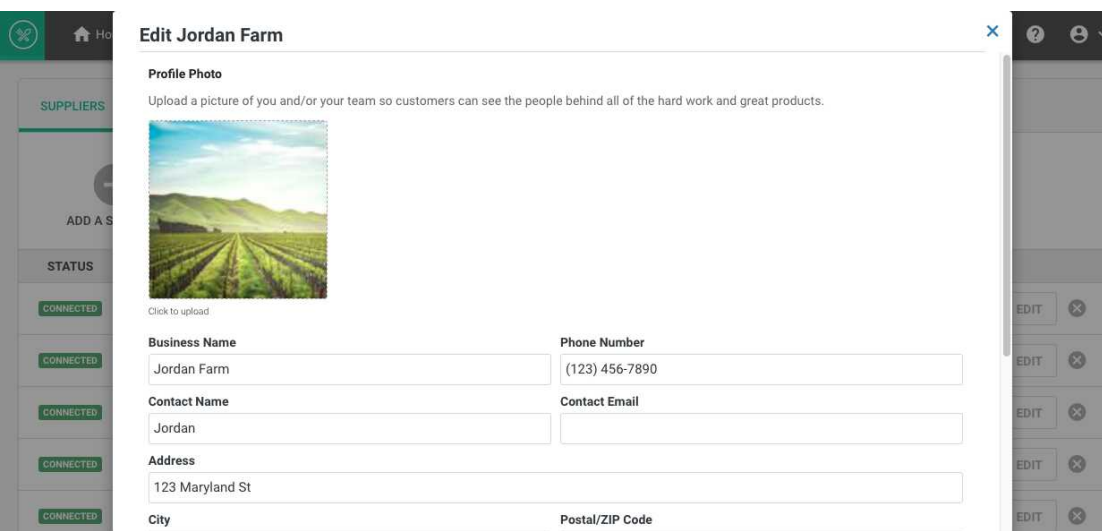 Ho
Edit Jordan Farm
Profile Photo
Upload a picture of you and/or your team so customers can see the people behind all of the hard work and great products.
SUPPLIERS
ADD A S
STATUS
Click to upload
CONNECTED
EDIT
Business Name
Phone Number
Jordan Farm
(123) 456-7890
CONNECTED
EDIT
Contact Name
Contact Email
CONNECTED
EDIT
Jordan
Address
CONNECTED
EDIT
123 Maryland St
CONNECTED
EDIT
City
Postal/ZIP Code